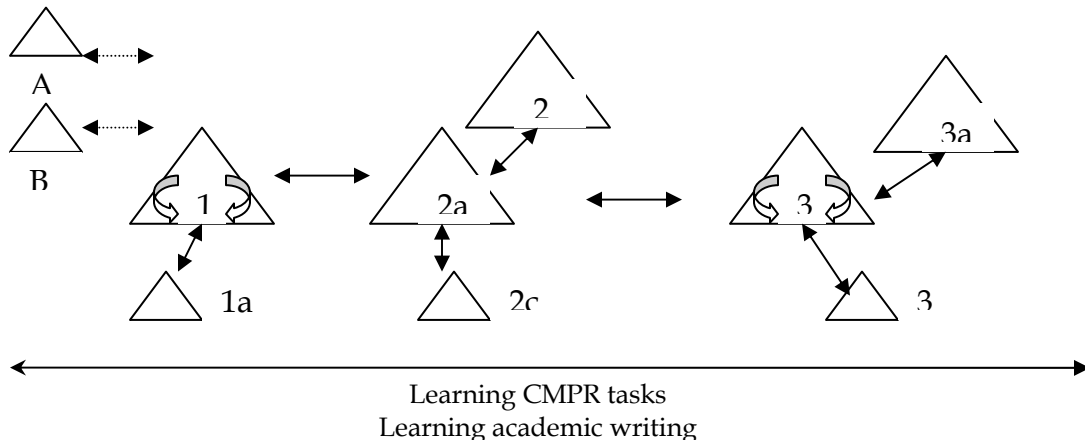 A
B
2
3a
1
2a
3
1a
2c
3
Learning CMPR tasks
Learning academic writing